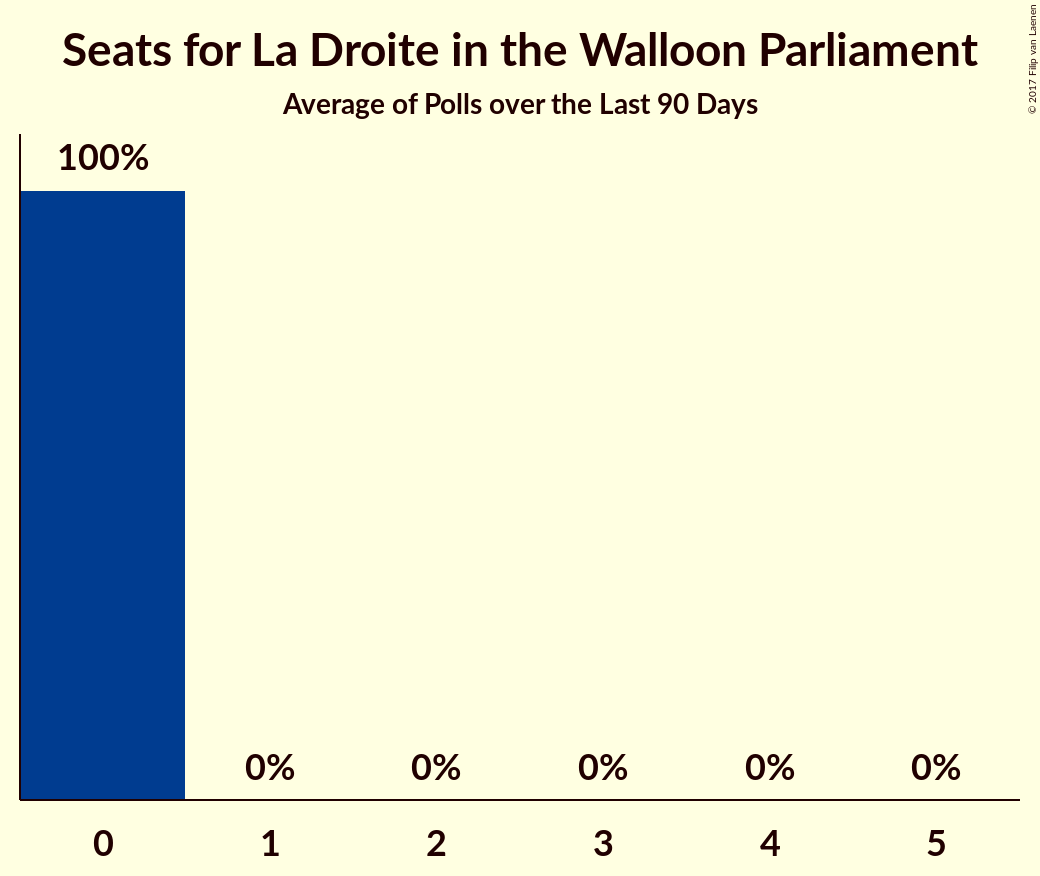 Seats for La Droite in the Walloon Parliament
Average of Polls over the Last 90 Days
© 2017 Filip van Laenen
100%
0% 0% 0% 0% 0%
0 1 2 3 4 5